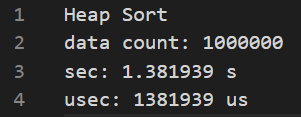 1 Heap Sort
2 data count: 1000000
3 sec: 1.381939 s
4 usec: 1381939 us